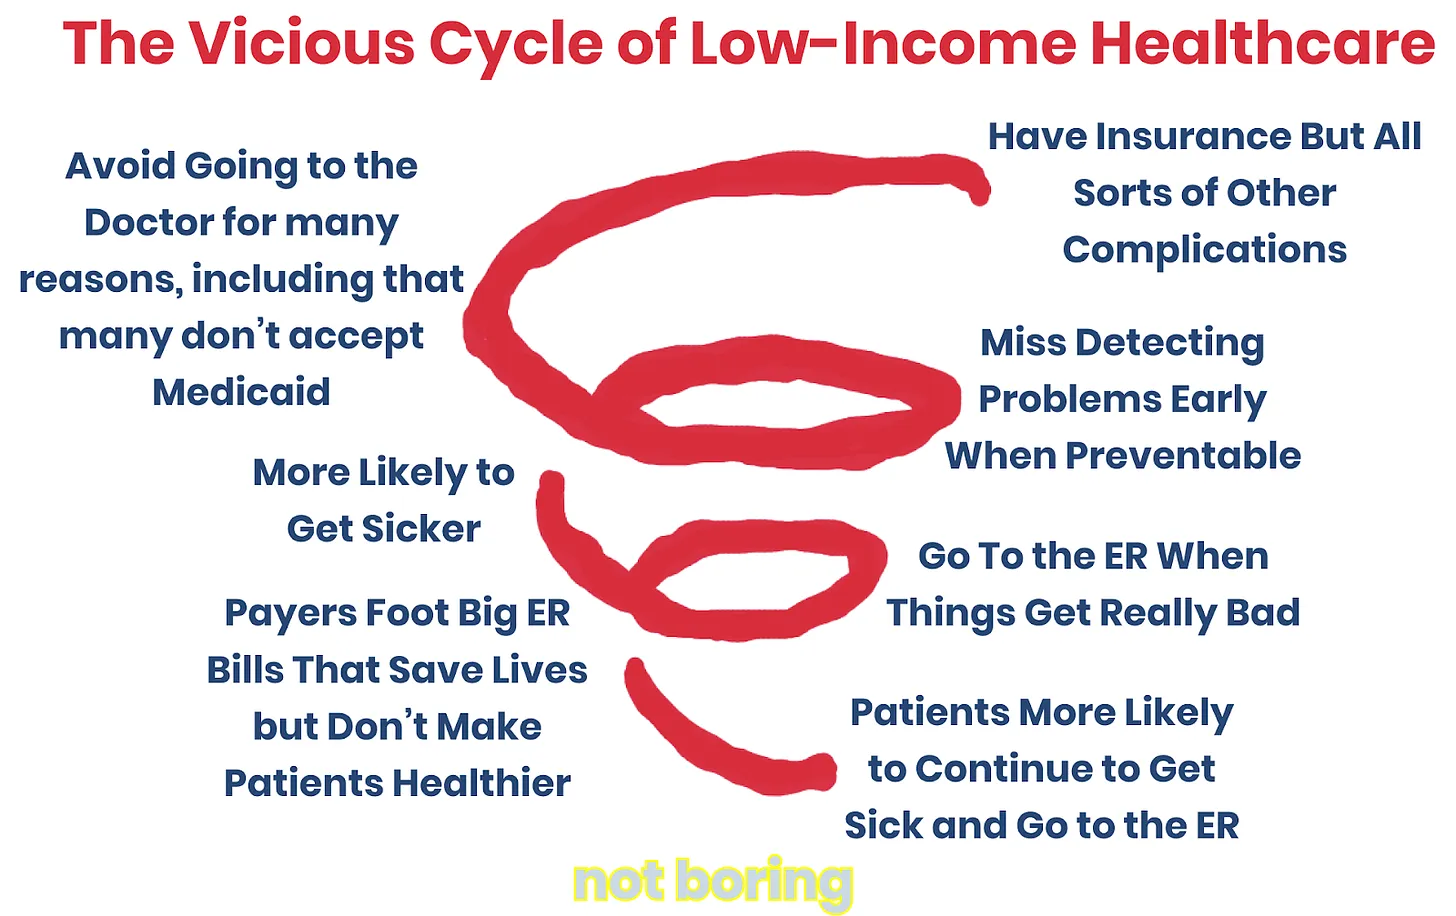 The Vicious Cycle of Low-Income Healthcare
Have Insurance But All
Sorts of Other
Complications
Avoid Going to the
Doctor for many
reasons, including that
many don’t accept
Medicaid
Miss Detecting
Problems Early
When Preventable
More Likely to
Get Sicker
Go To the ER When
Things Get Really Bad
Payers Foot Big ER
Bills That Save Lives
but Don’t Make
Patients Healthier
Patients More Likely
to Continue to Get
Sick and Go to the ER
not boring